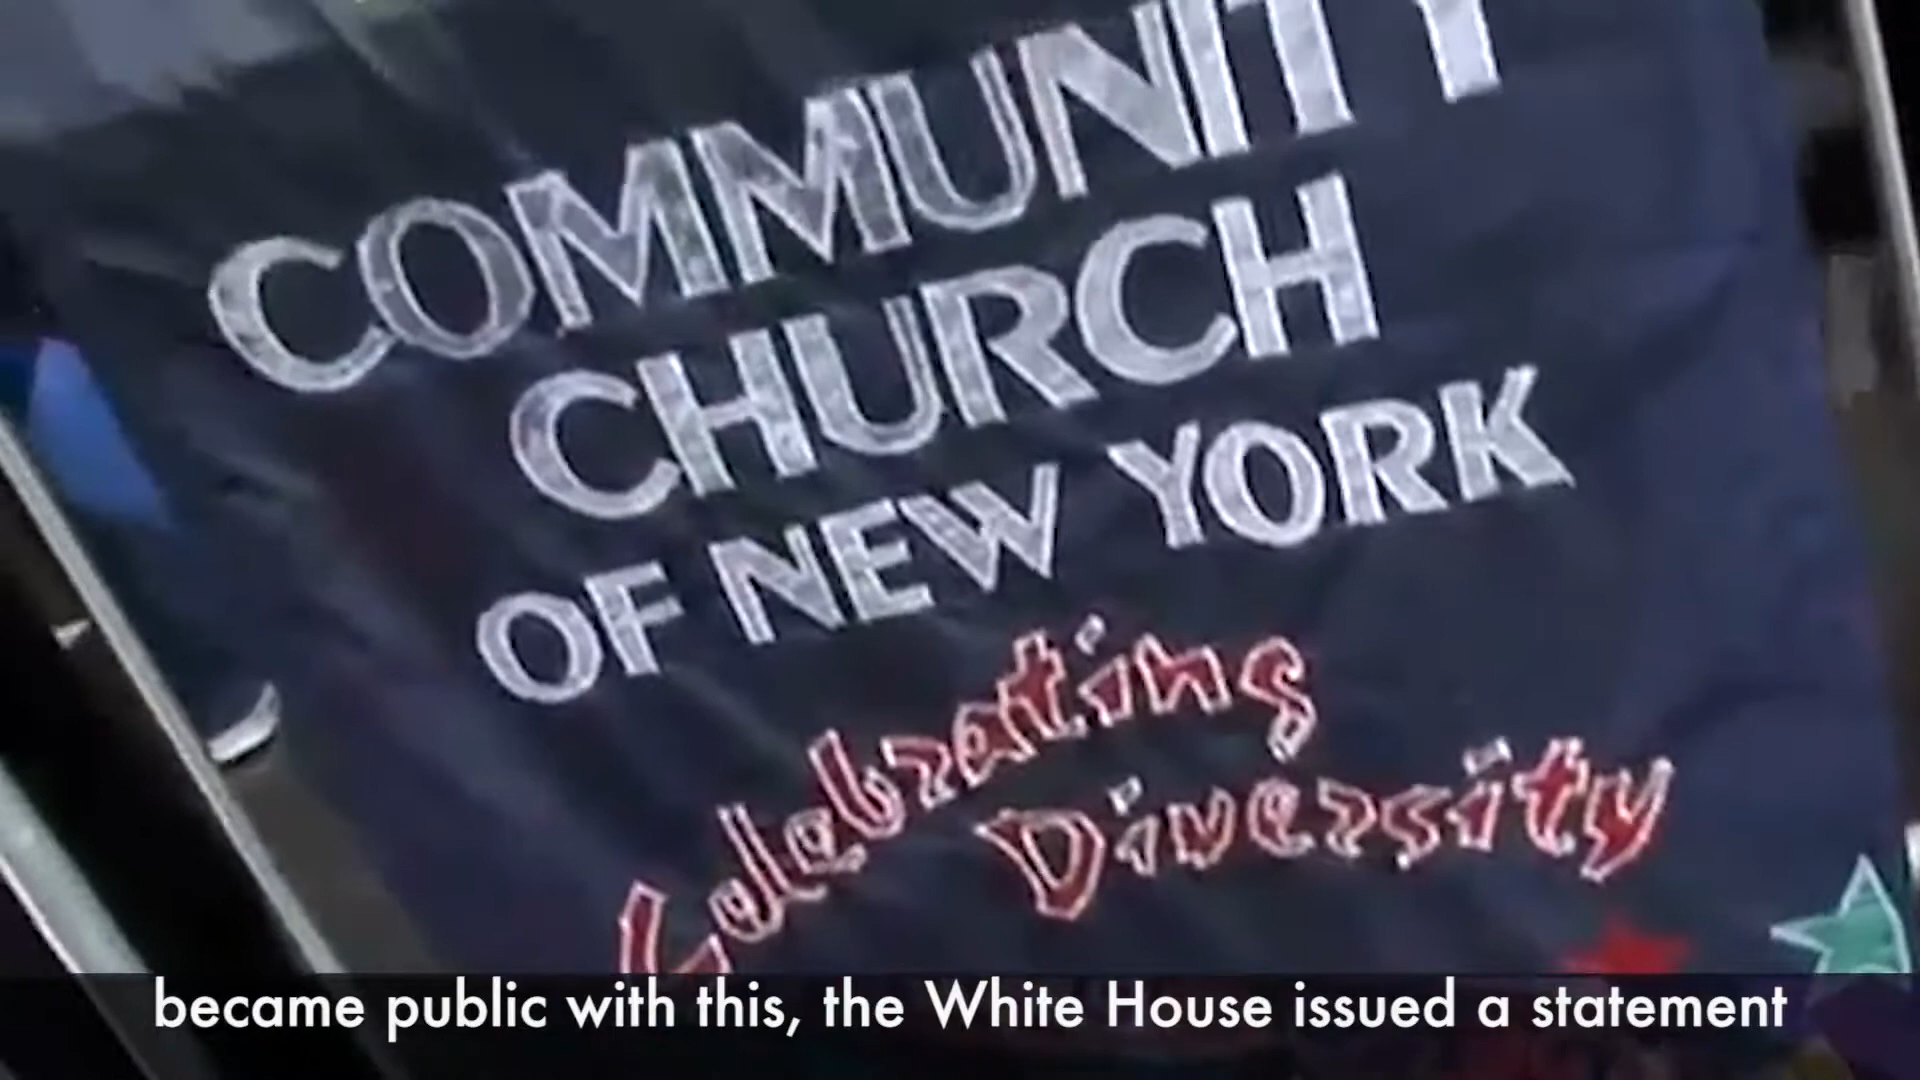 COMMUNITY
CHURCH
OF NEW YORK
Celebrating
Diversity
became public with this, the White House issued a statement